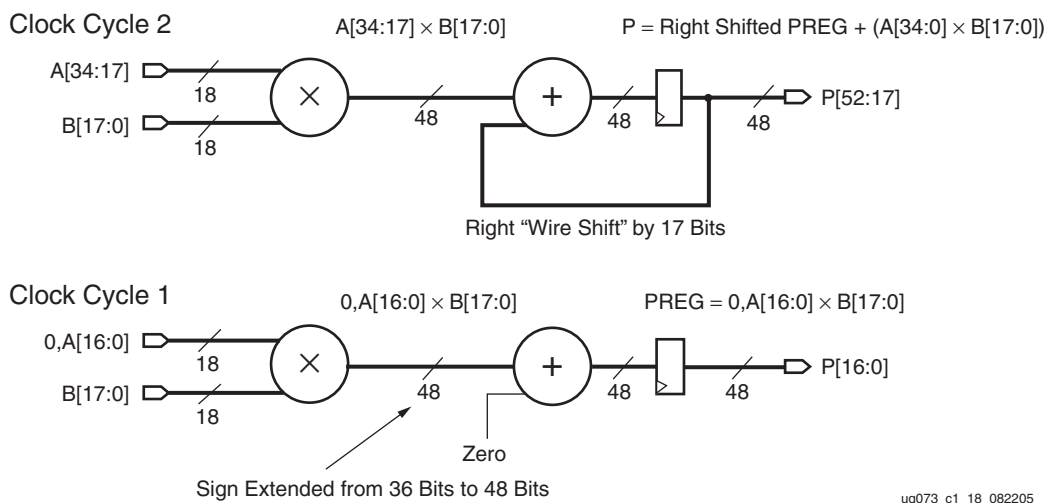 Clock Cycle 2
A[34:17] × B[17:0]
P = Right Shifted PREG + (A[34:0] × B[17:0])
A[34:17]
18
B[17:0]
18
×
48
+
48
48
P[52:17]
Right “Wire Shift” by 17 Bits
Clock Cycle 1
0,A[16:0] × B[17:0]
PREG = 0,A[16:0] × B[17:0]
0,A[16:0]
18
B[17:0]
18
×
48
+
48
48
P[16:0]
Zero
Sign Extended from 36 Bits to 48 Bits
ug073_c1_18_082205